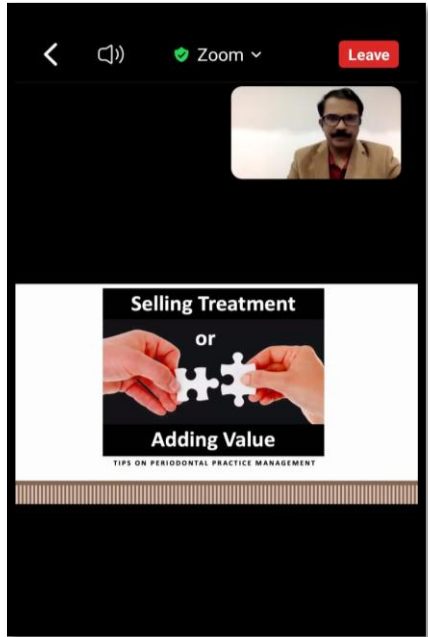 Zoom
Leave
Selling Treatment
or
Adding Value
TIPS ON PERIODONTAL PRACTICE MANAGEMENT